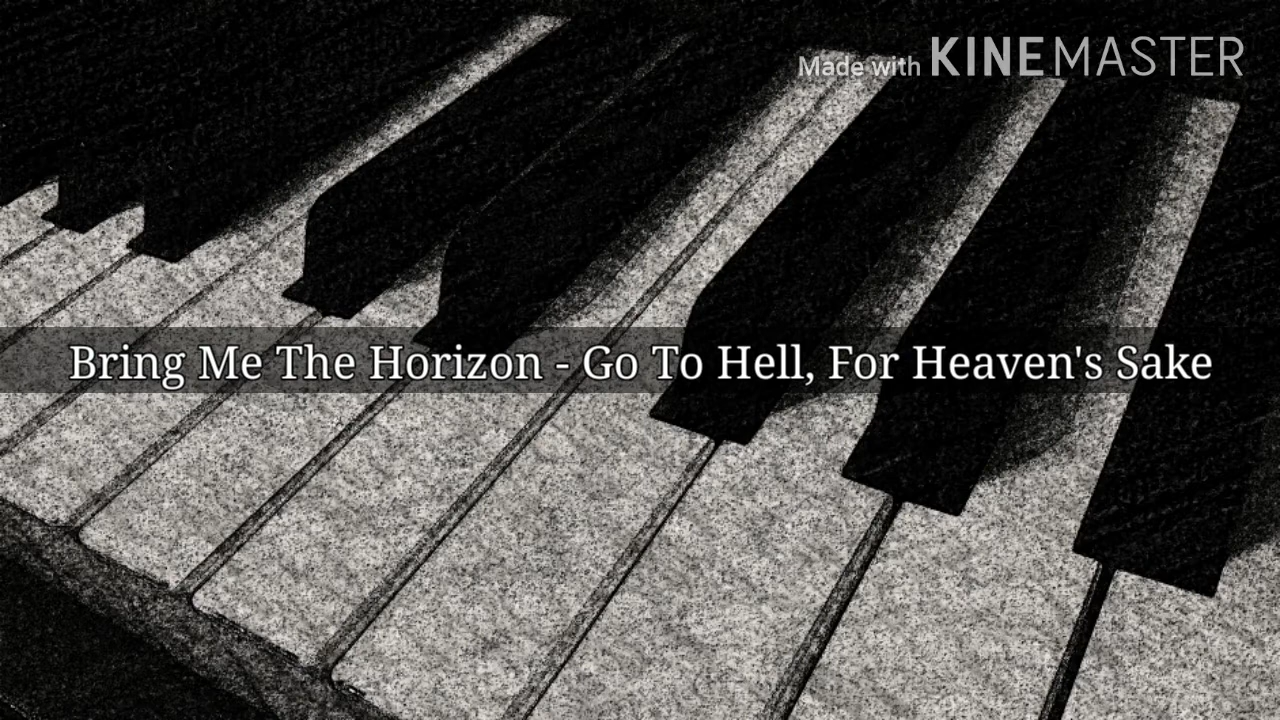 Made with KINEMASTER
Bring Me The Horizon - Go To Hell, For Heaven's Sake